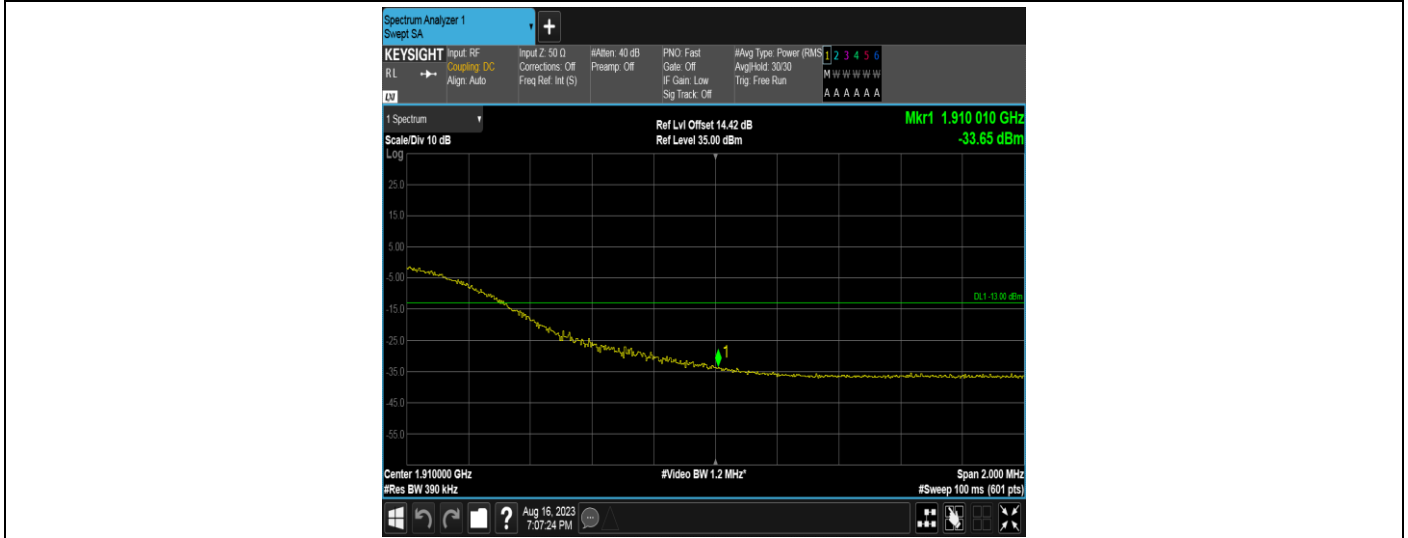 Spectrum Analyzer 1
Swept SA
KEYSIGHT
RL
LXI
Input: RF
Coupling: DC
Align: Auto
Input Z: 50 Ω
Corrections: Off
Freq Ref: Int (S)
#Atten: 40 dB
Preamp: Off
PNO: Fast
Gate: Off
IF Gain: Low
Sig Track: Off
#Avg Type: Power (RMS
Avg|Hold: 30/30
Trig: Free Run
1 2 3 4 5 6
M W W W W W
A A A A A A
1 Spectrum
Scale/Div 10 dB
Log
Ref Lvl Offset 14.42 dB
Ref Level 35.00 dBm
Mkr1 1.910 010 GHz
-33.65 dBm
25.0
15.0
5.00
-5.00
DL1 -13.00 dBm
-15.0
-25.0
1
-35.0
-45.0
-55.0
Center 1.910000 GHz
#Res BW 390 kHz
#Video BW 1.2 MHz*
Span 2.000 MHz
#Sweep 100 ms (601 pts)
?
Aug 16, 2023
7:07:24 PM